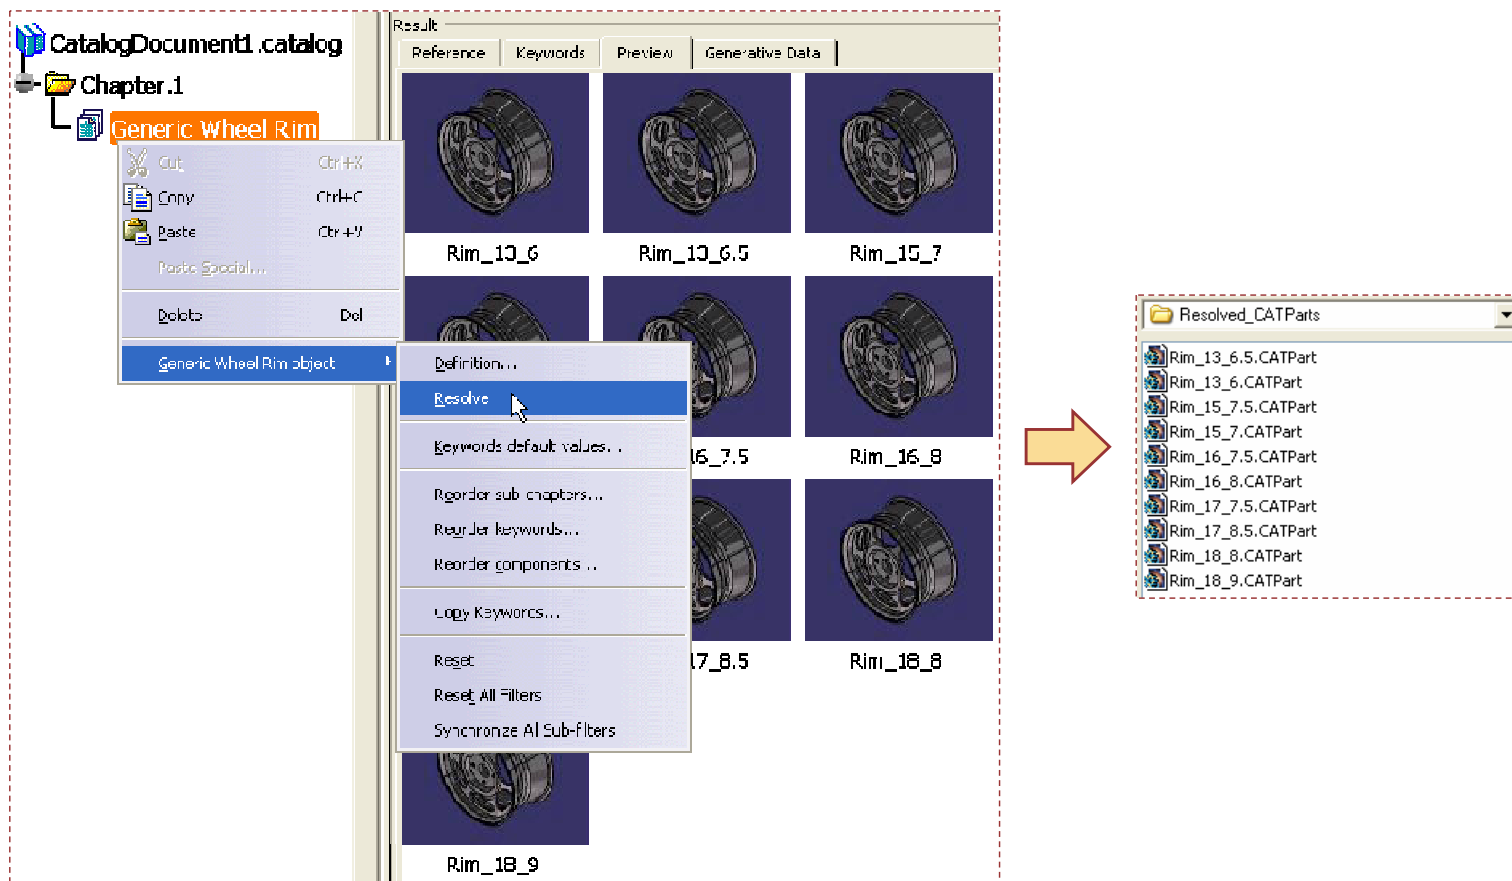 CatalogDocument1.catalog
Chapter.1
Generic Wheel Rim
Cut Ctrl+X
Copy Ctrl+C
Paste Ctrl+V
Paste Special...
Delete Del
Generic Wheel Rim object
Definition...
Resolve
Keywords default values...
Reorder sub-chapters...
Reorder keywords...
Reorder components...
Copy Keywords...
Reset
Reset All Filters
Synchronize All Sub-filters
Result
Reference Keywords Preview Generative Data
Rim_13_6 Rim_13_6.5 Rim_15_7
16_7.5 Rim_16_8
17_8.5 Rim_18_8
Rim_18_9
Resolved_CATParts
Rim_13_6.5.CATPart
Rim_13_6.CATPart
Rim_15_7.5.CATPart
Rim_15_7.CATPart
Rim_16_7.5.CATPart
Rim_16_8.CATPart
Rim_17_7.5.CATPart
Rim_17_8.5.CATPart
Rim_18_8.CATPart
Rim_18_9.CATPart